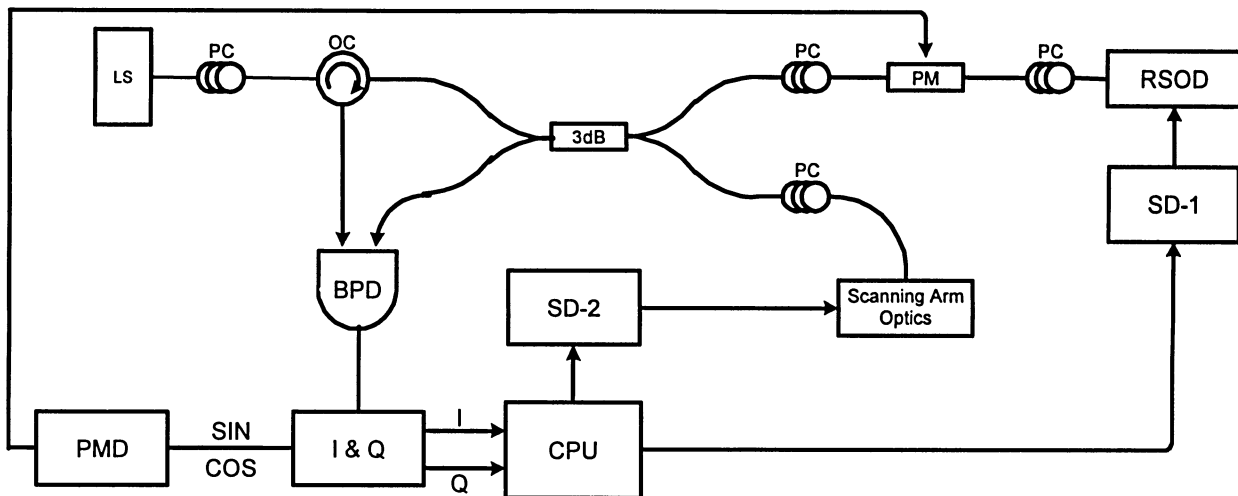 LS
PC
OC
3dB
PC
PM
PC
RSOD
PC
SD-1
BPD
SD-2
Scanning Arm
Optics
PMD
SIN
COS
I & Q
I
Q
CPU